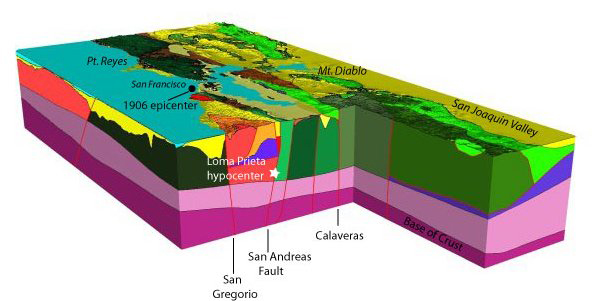 Pt. Reyes
San Francisco
1906 epicenter
Mt. Diablo
San Joaquin Valley
Loma Prieta
hypocenter
Base of Crust
Calaveras
San Andreas
Fault
San
Gregorio